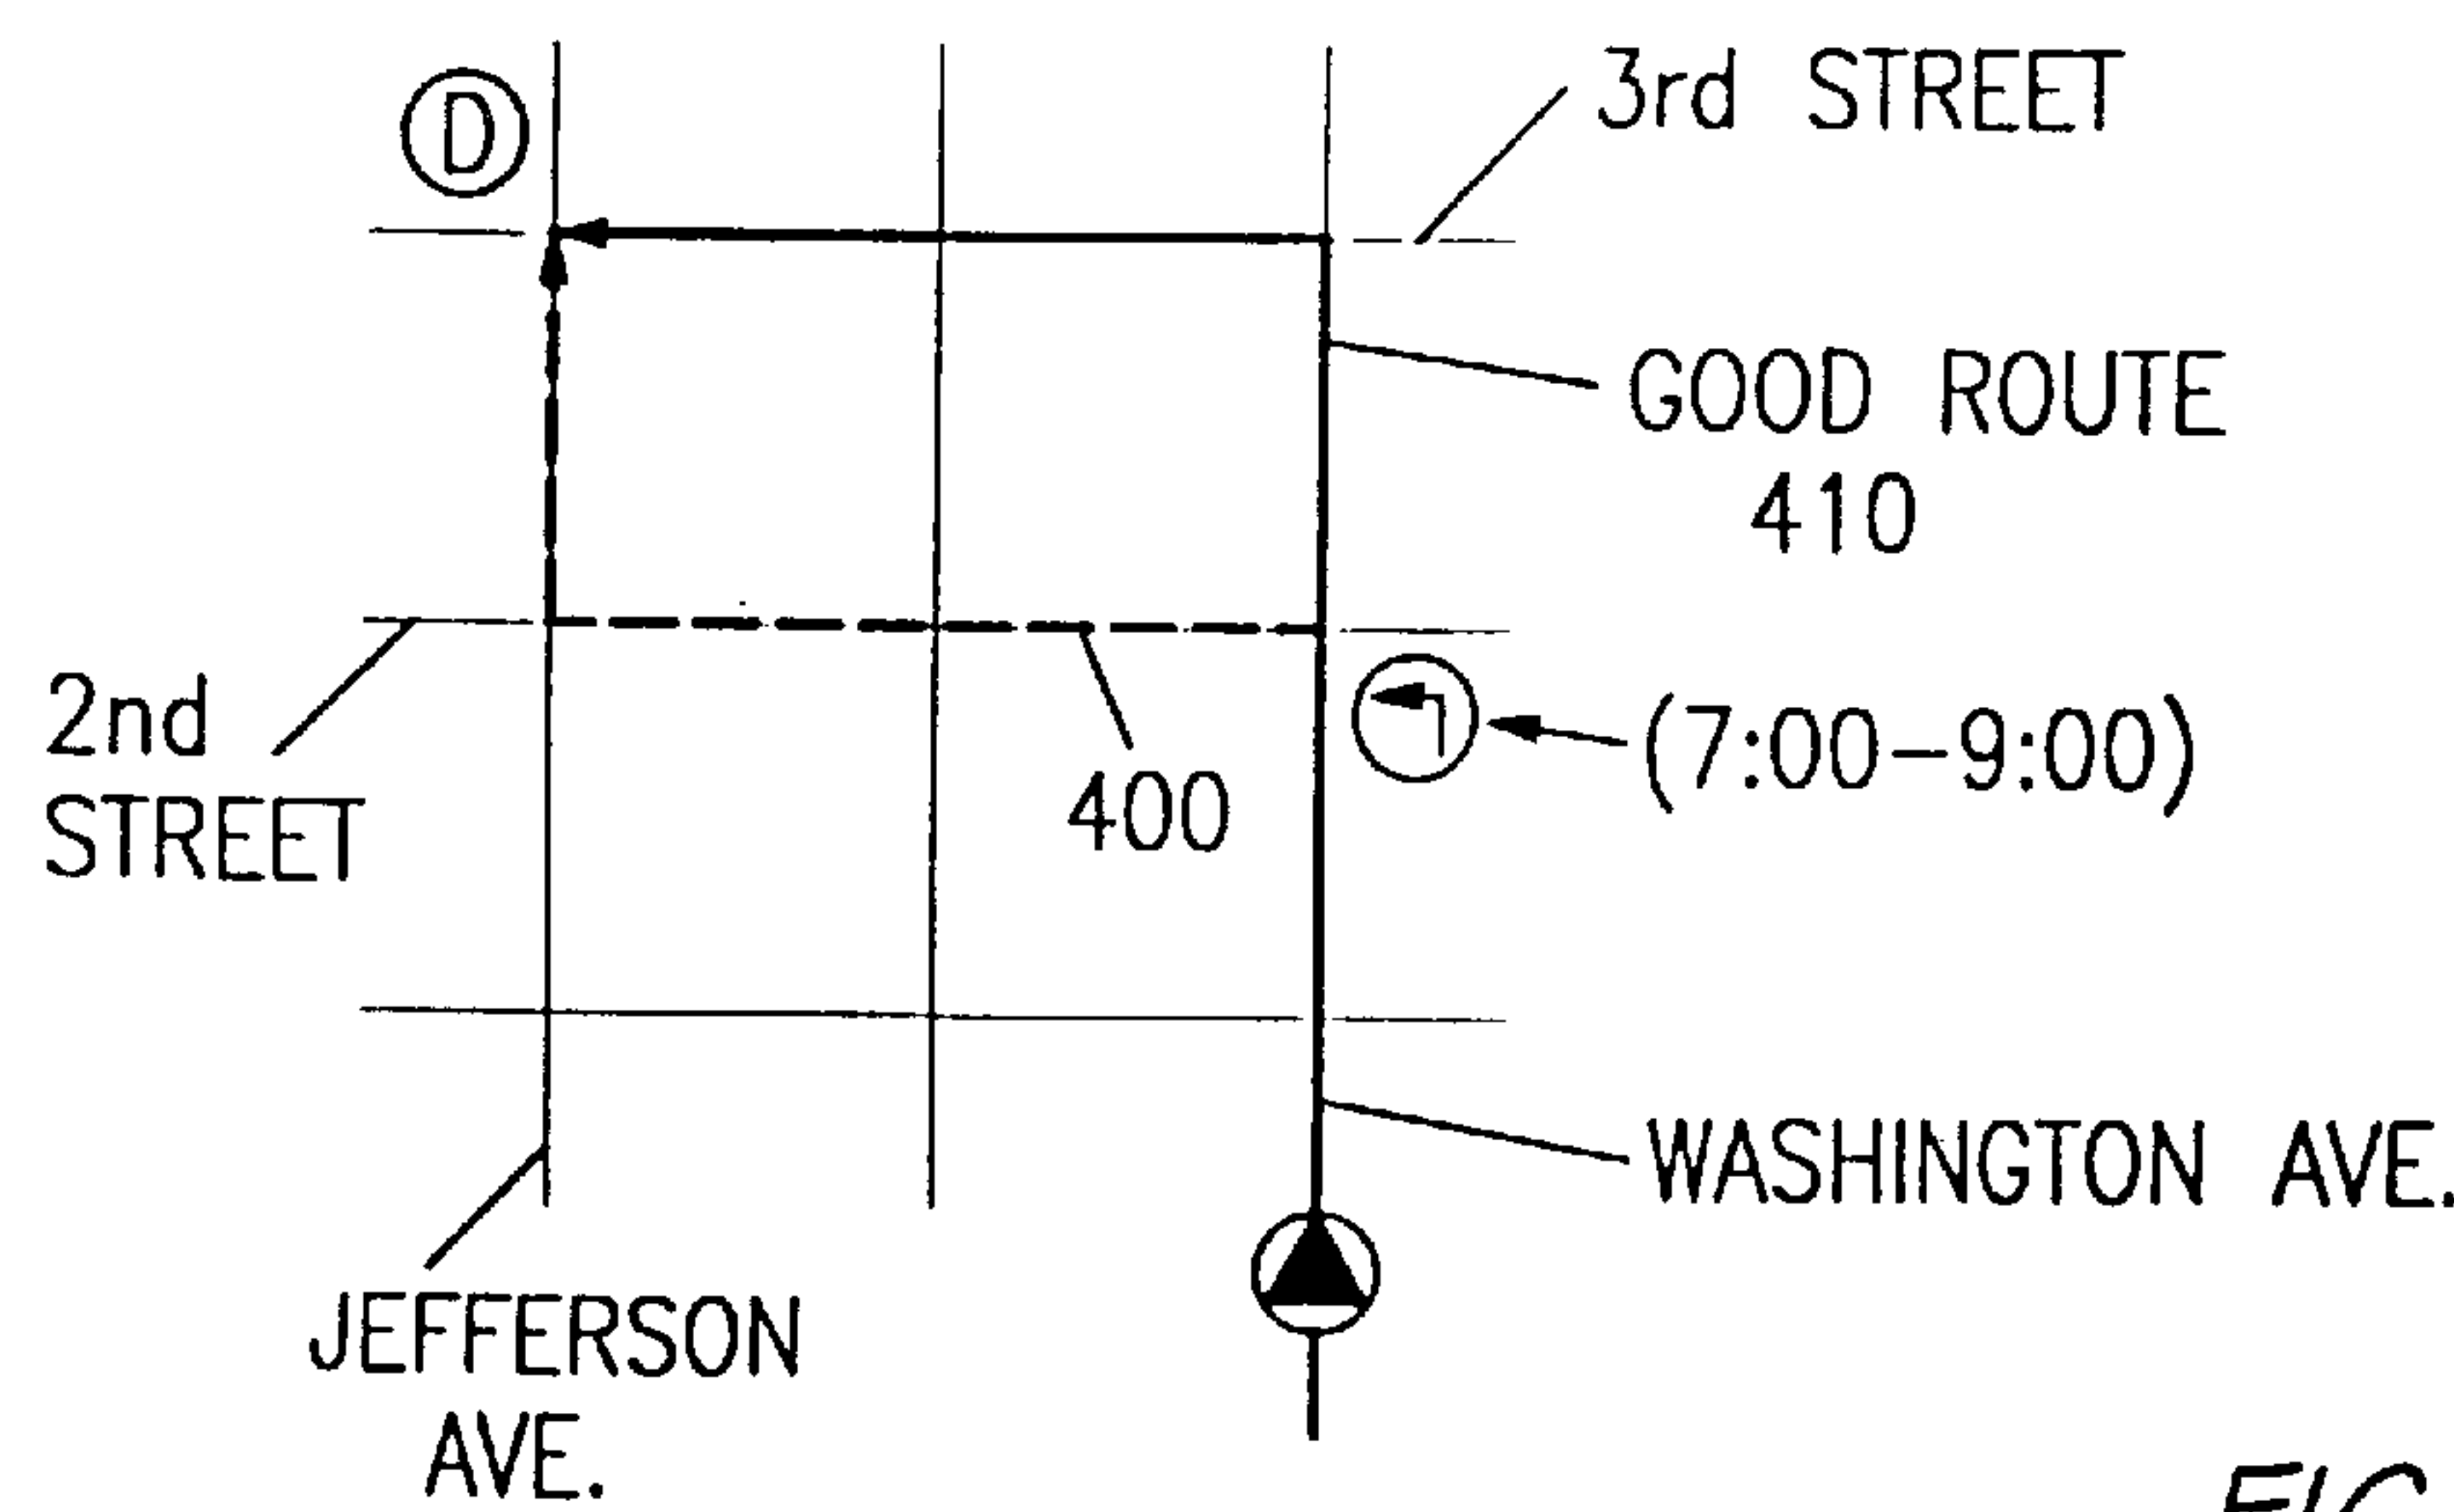 D
3rd STREET
GOOD ROUTE
410
2nd
STREET
400
(7:00-9:00)
WASHINGTON AVE.
JEFFERSON
AVE.